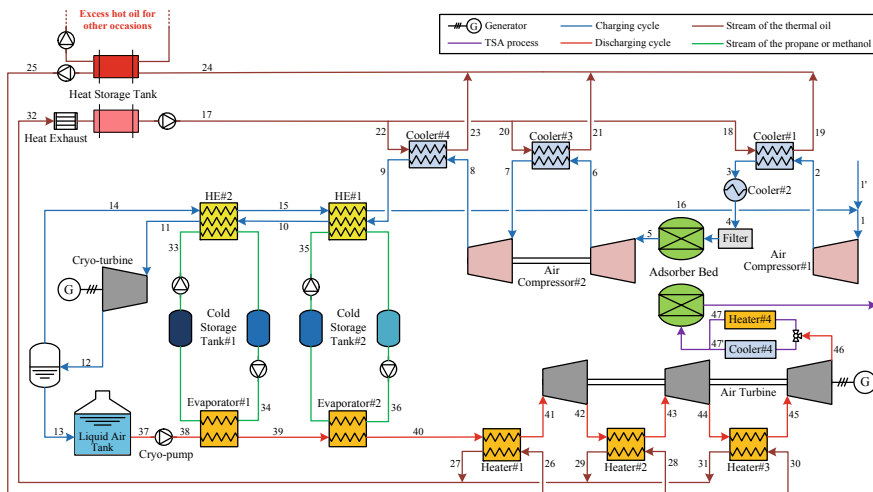 Excess hot oil for
other occasions
G Generator
Charging cycle
Stream of the thermal oil
TSA process
Discharging cycle
Stream of the propane or methanol
25
24
Heat Storage Tank
32
17
Heat Exhaust
22
Cooler#4
23
20
Cooler#3
21
18
Cooler#1
19
9
8
7
6
3
2
Cooler#2
1'
14
HE#2
15
HE#1
16
11
10
4
1
33
35
5
Filter
Cryo-turbine
G
Air
Compressor#2
Adsorber Bed
Air
Compressor#1
Cold
Storage
Tank#1
Cold
Storage
Tank#2
47
Heater#4
47'
Cooler#4
46
12
Air Turbine
G
Evaporator#1
34
Evaporator#2
36
41
42
43
44
45
13
Liquid Air
Tank
37
38
39
40
Cryo-pump
27
Heater#1
26
29
Heater#2
28
31
Heater#3
30